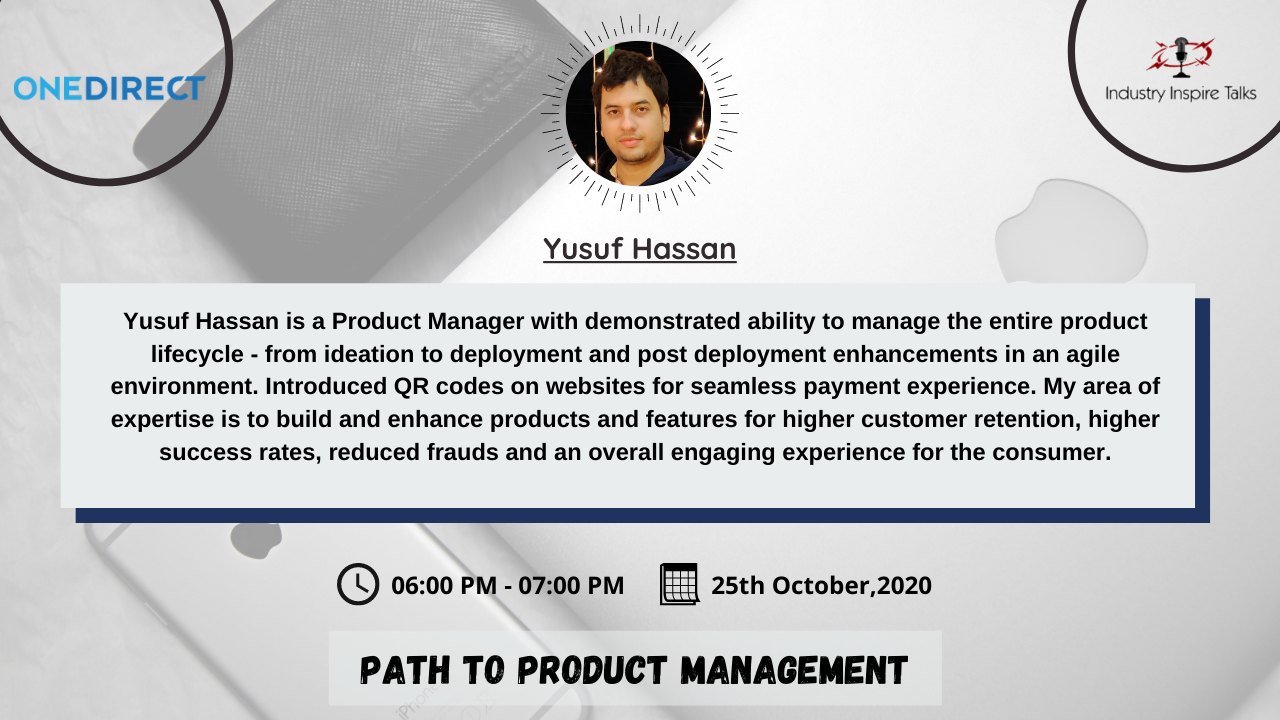 ONEDIRECT
Industry Inspire Talks
Yusuf Hassan
Yusuf Hassan is a Product Manager with demonstrated ability to manage the entire product
lifecycle - from ideation to deployment and post deployment enhancements in an agile
environment. Introduced QR codes on websites for seamless payment experience. My area of
expertise is to build and enhance products and features for higher customer retention, higher
success rates, reduced frauds and an overall engaging experience for the consumer.
06:00 PM - 07:00 PM
25th October,2020
PATH TO PRODUCT MANAGEMENT
iPhone